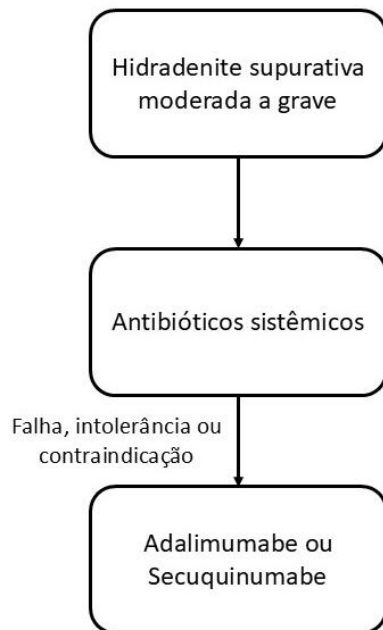 Hidradenite supurativa
moderada a grave
Antibióticos sistêmicos
Falha, intolerância ou
contraindicação
Adalimumabe ou
Secuquinumabe